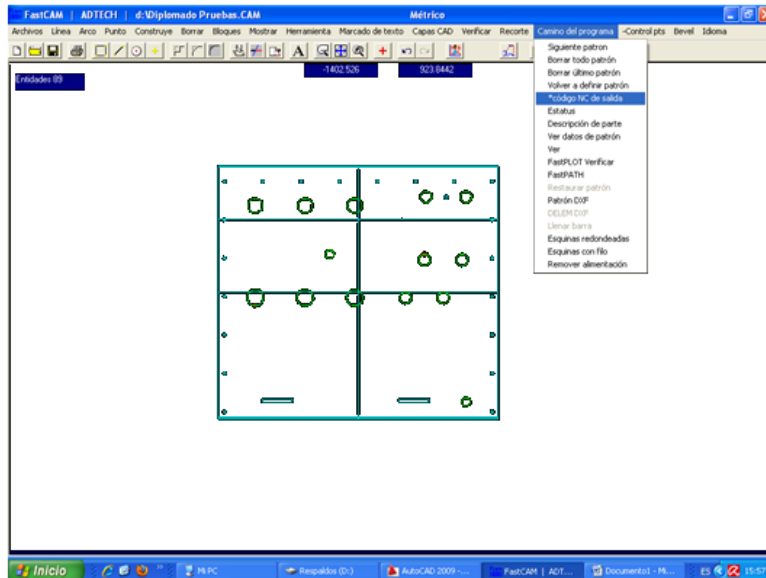 FastCAM | ADTECH | d:\Diplomado Pruebas.CAM Métrico
Archivos Línea Arco Punto Construye Borrar Bloques Mostrar Herramienta Marcado de texto Capas CAD Verificar Recorte Camino del programa -Control pts Bevel Idioma
-1402.526 923.8442
Entidades 89
Siguiente patron
Borrar todo patrón
Borrar último patrón
Volver a definir patrón
*código NC de salida
Estatus
Descripción de parte
Ver datos de patrón
Ver
FastPLOT Verificar
FastPATH
Restaurar patrón
Patrón DXF
DELEM DXF
Llenar barra
Esquinas redondeadas
Esquinas con filo
Remover alimentación
Inicio Mi PC Respaldos (D:) AutoCAD 2009 -... FastCAM | ADT... Documento1 - Mi... ES 15:57